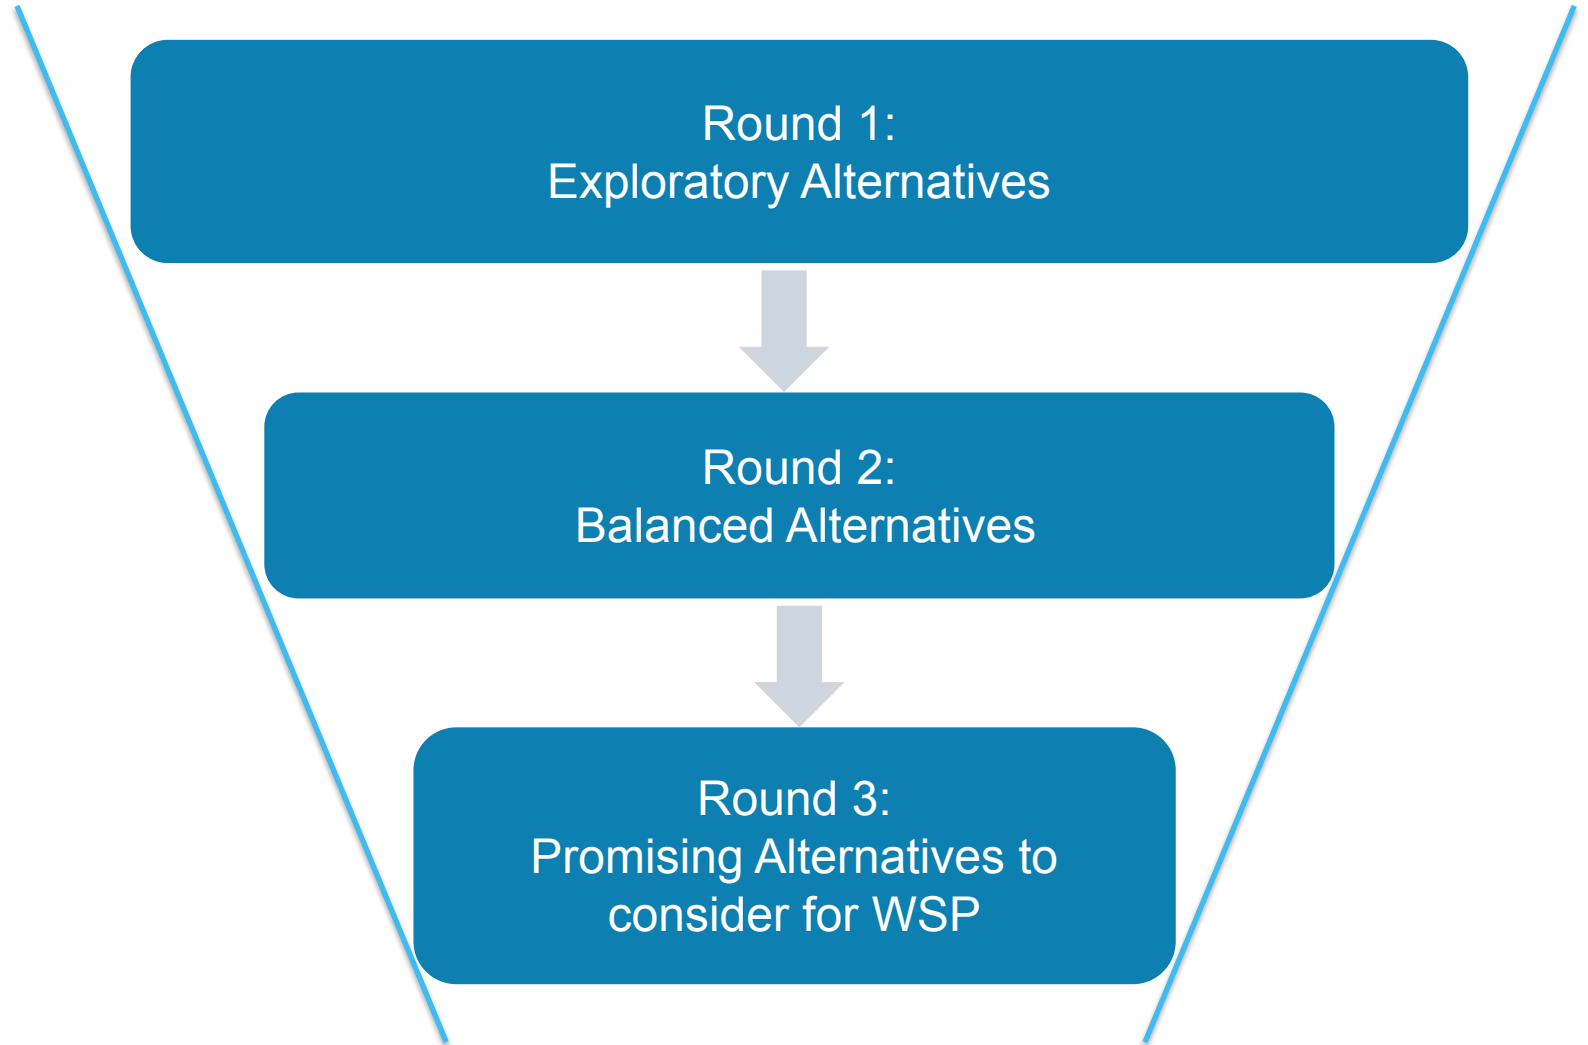 Round 1:
Exploratory Alternatives
Round 2:
Balanced Alternatives
Round 3:
Promising Alternatives to
consider for WSP